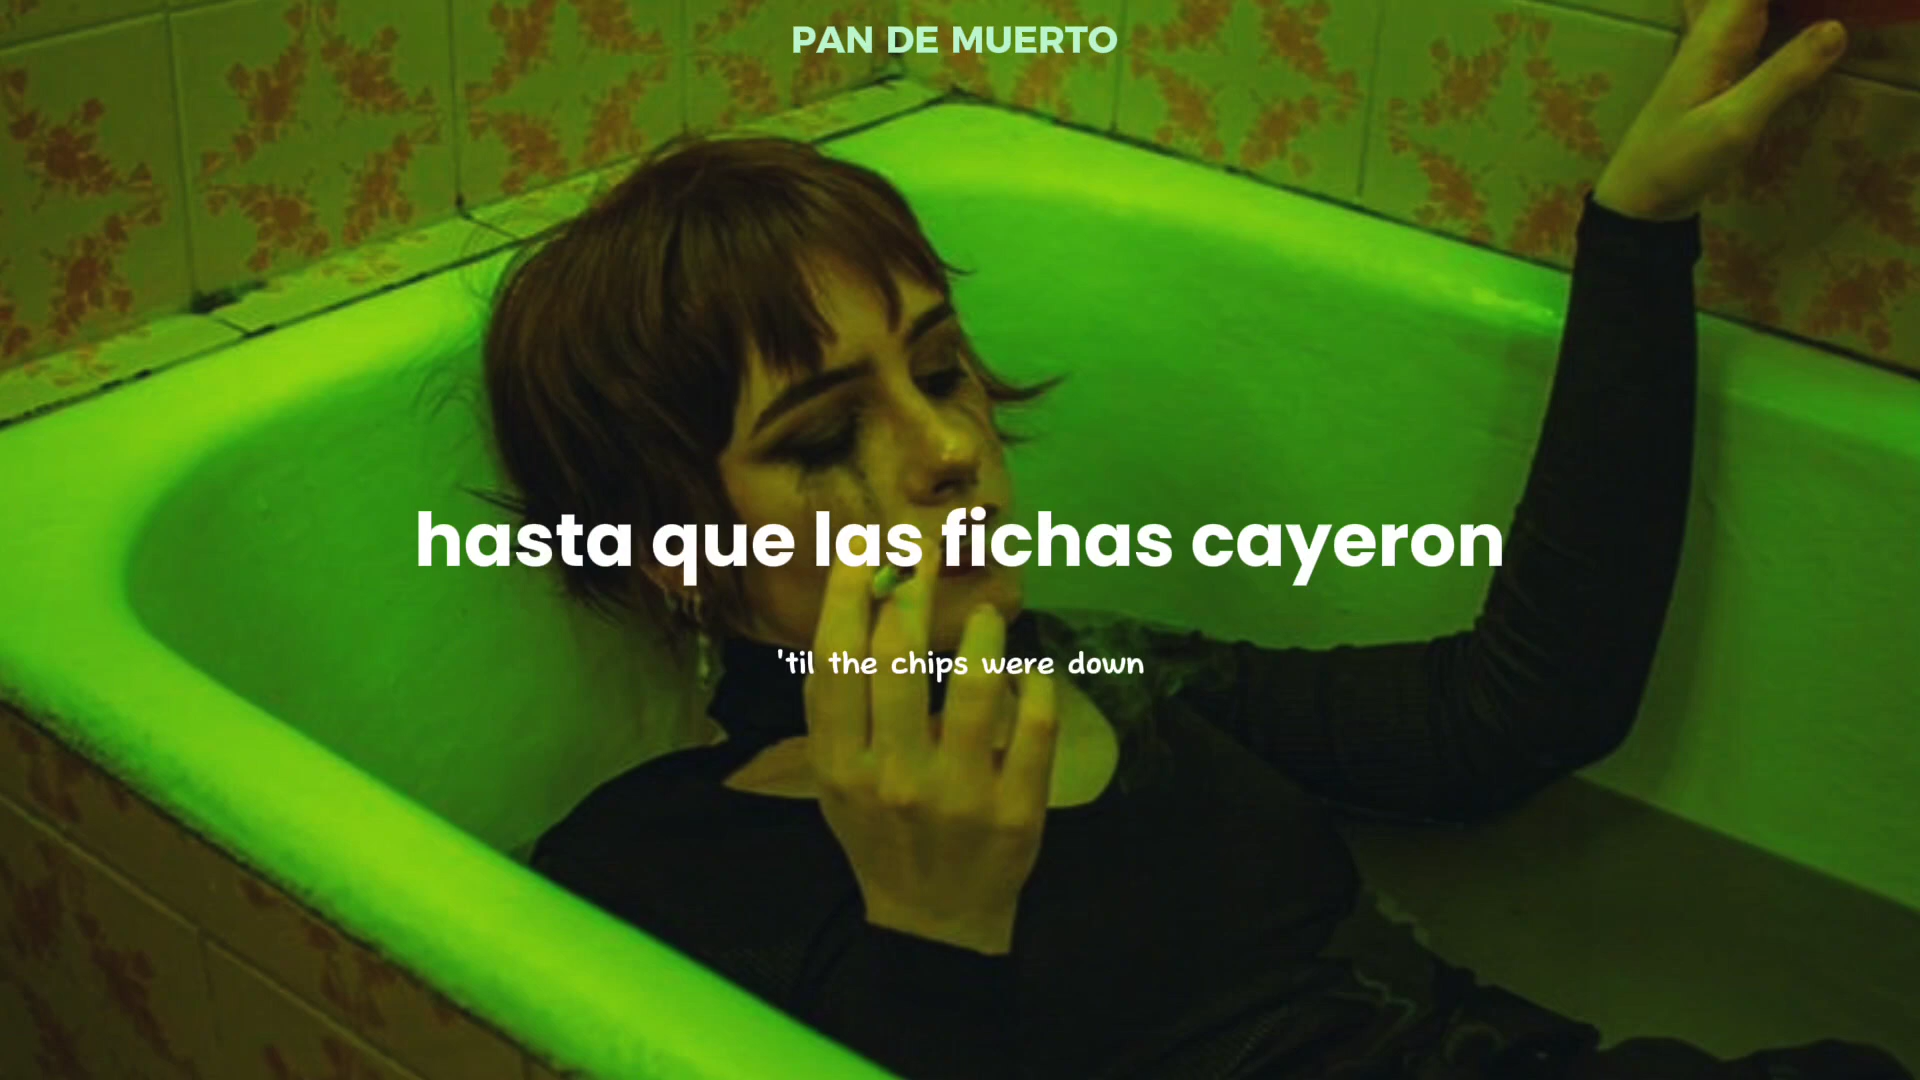 PAN DE MUERTO
hasta que las fichas cayeron
'til the chips were down